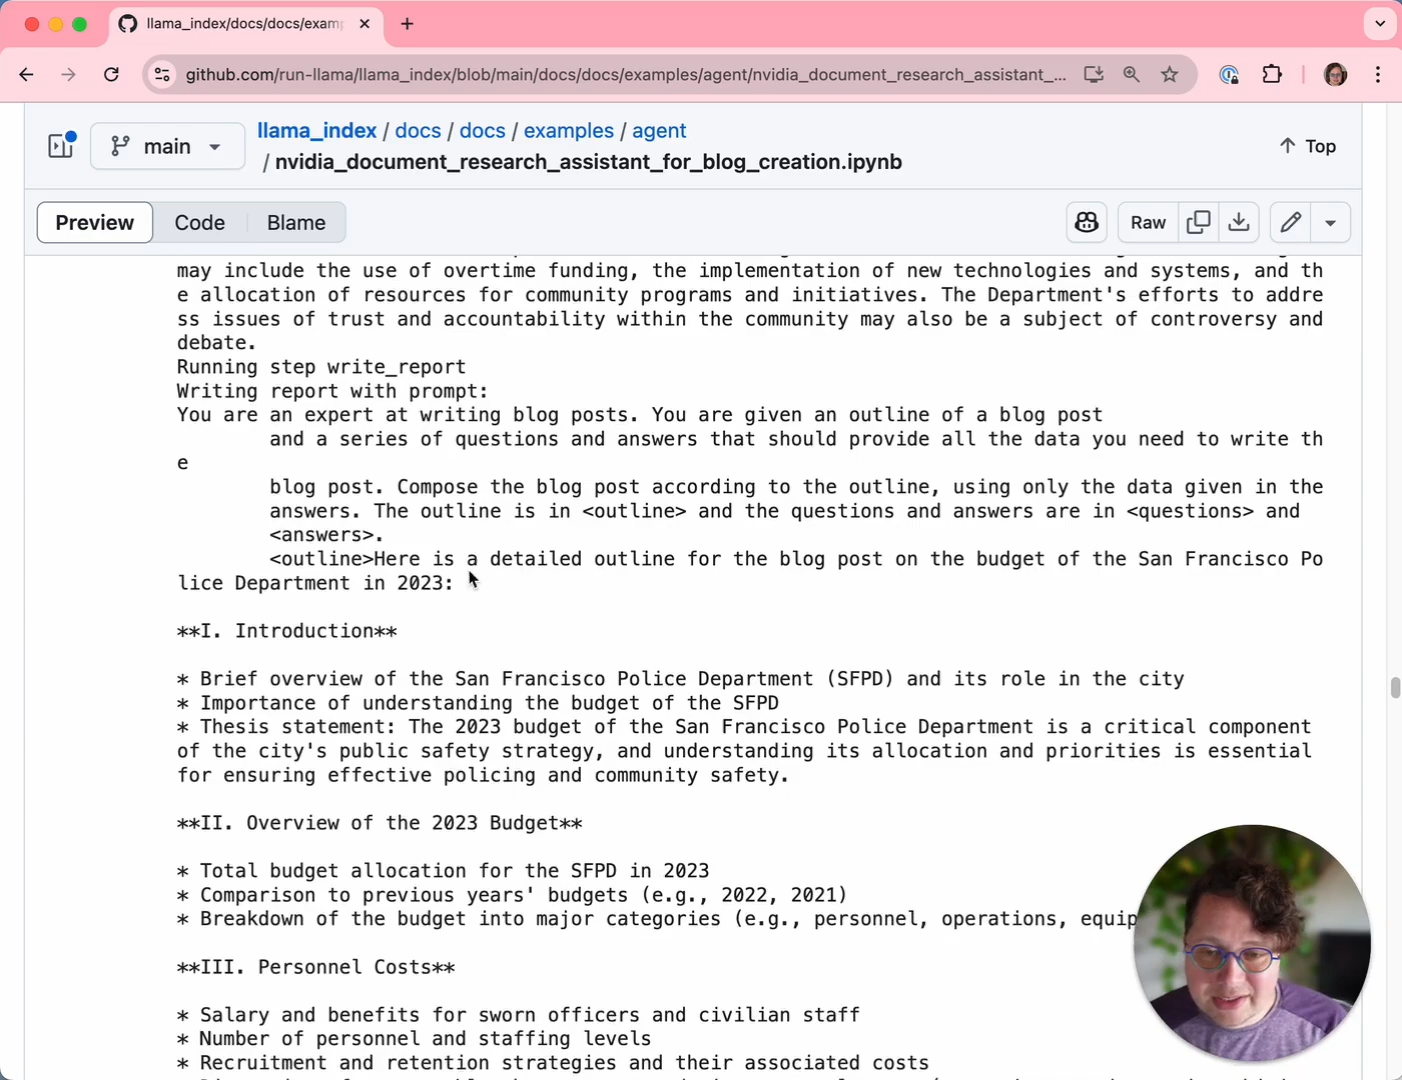 llama_index/docs/docs/exam
github.com/run-llama/llama_index/blob/main/docs/docs/examples/agent/nvidia_document_research_assistant_...
main
llama_index / docs / docs / examples / agent
/ nvidia_document_research_assistant_for_blog_creation.ipynb
Top
Preview
Code
Blame
Raw
may include the use of overtime funding, the implementation of new technologies and systems, and th
e allocation of resources for community programs and initiatives. The Department's efforts to addre
ss issues of trust and accountability within the community may also be a subject of controversy and
debate.
Running step write_report
Writing report with prompt:
You are an expert at writing blog posts. You are given an outline of a blog post
and a series of questions and answers that should provide all the data you need to write th
e
blog post. Compose the blog post according to the outline, using only the data given in the
answers. The outline is in <outline> and the questions and answers are in <questions> and
<answers>.
<outline>Here is a detailed outline for the blog post on the budget of the San Francisco Po
lice Department in 2023:
**I. Introduction**
* Brief overview of the San Francisco Police Department (SFPD) and its role in the city
* Importance of understanding the budget of the SFPD
* Thesis statement: The 2023 budget of the San Francisco Police Department is a critical component
of the city's public safety strategy, and understanding its allocation and priorities is essential
for ensuring effective policing and community safety.
**II. Overview of the 2023 Budget**
* Total budget allocation for the SFPD in 2023
* Comparison to previous years' budgets (e.g., 2022, 2021)
* Breakdown of the budget into major categories (e.g., personnel, operations, equip
**III. Personnel Costs**
* Salary and benefits for sworn officers and civilian staff
* Number of personnel and staffing levels
* Recruitment and retention strategies and their associated costs